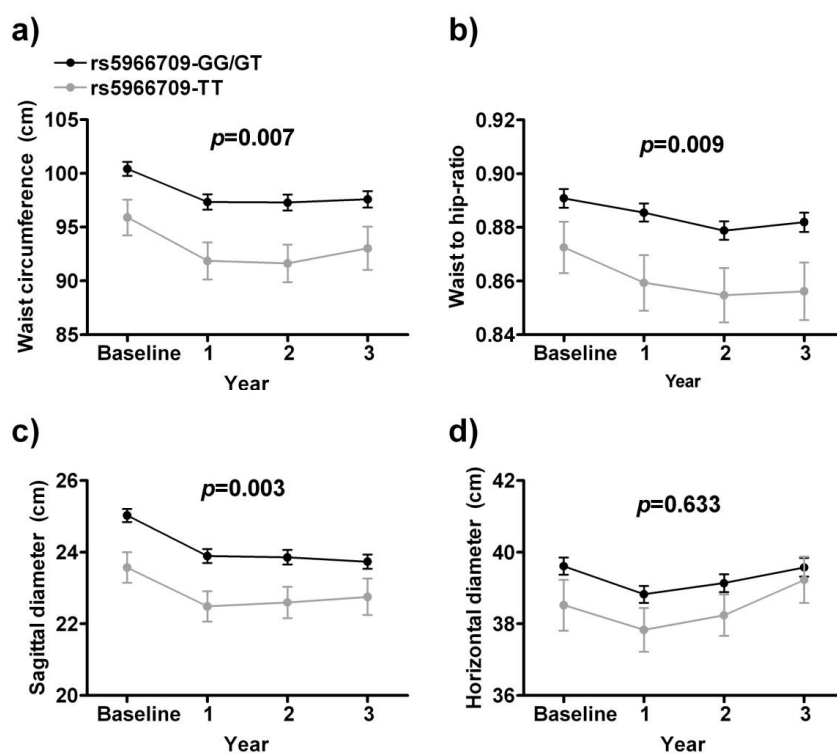 a)
rs5966709-GG/GT
rs5966709-TT
Waist circumference (cm)
105
100
95
90
85
p=0.007
Baseline 1 2 3
Year
b)
Waist to hip-ratio
0.92
0.90
0.88
0.86
0.84
p=0.009
Baseline 1 2 3
Year
c)
Sagittal diameter (cm)
26
24
22
20
p=0.003
Baseline 1 2 3
Year
d)
Horizontal diameter (cm)
42
40
38
36
p=0.633
Baseline 1 2 3
Year